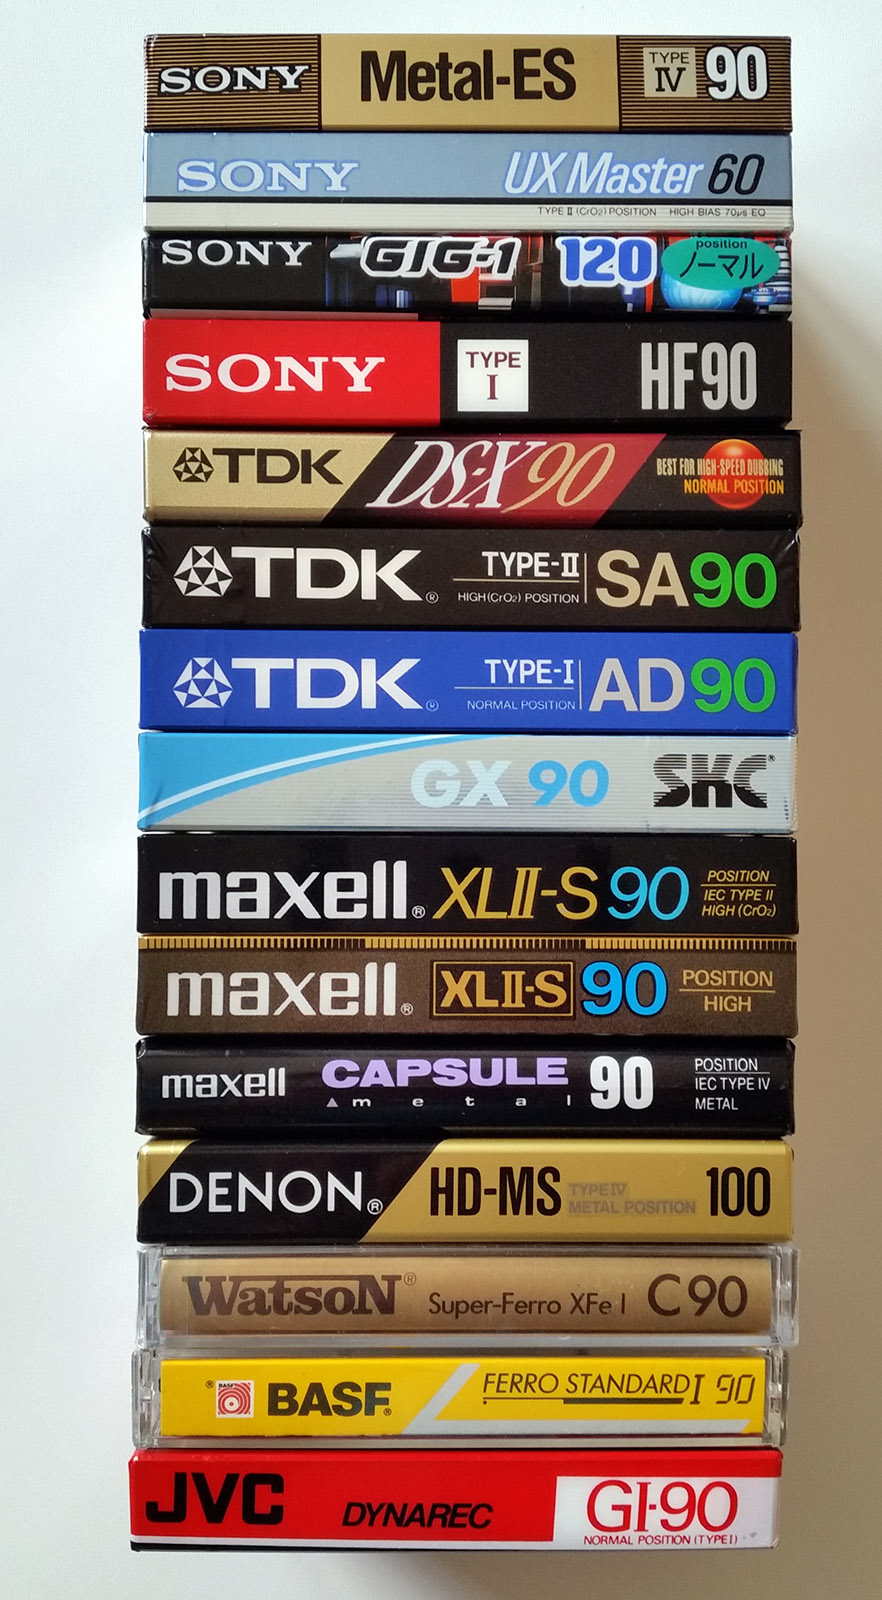 SONY Metal-ES TYPE IV 90
SONY UX Master 60
TYPE II (CrO2) POSITION HIGH BIAS 70μs EQ
SONY GIG-1 120 position ノーマル
SONY TYPE I HF90
TDK DS-X90 BEST FOR HIGH-SPEED DUBBING
NORMAL POSITION
TDK® TYPE-II SA90
HIGH (CrO2) POSITION
TDK® TYPE-I AD90
NORMAL POSITION
GX 90 SKC®
maxell® XLII-S 90 POSITION
IEC TYPE II
HIGH (CrO2)
maxell® XLII-S 90 POSITION
HIGH
maxell CAPSULE 90 POSITION
metal IEC TYPE IV
METAL
DENON® HD-MS TYPE IV 100
METAL POSITION
WatsoN® Super-Ferro XFe I C90
® BASF BASF® FERRO STANDARD I 90
JVC DYNAREC GI-90
NORMAL POSITION (TYPE I)